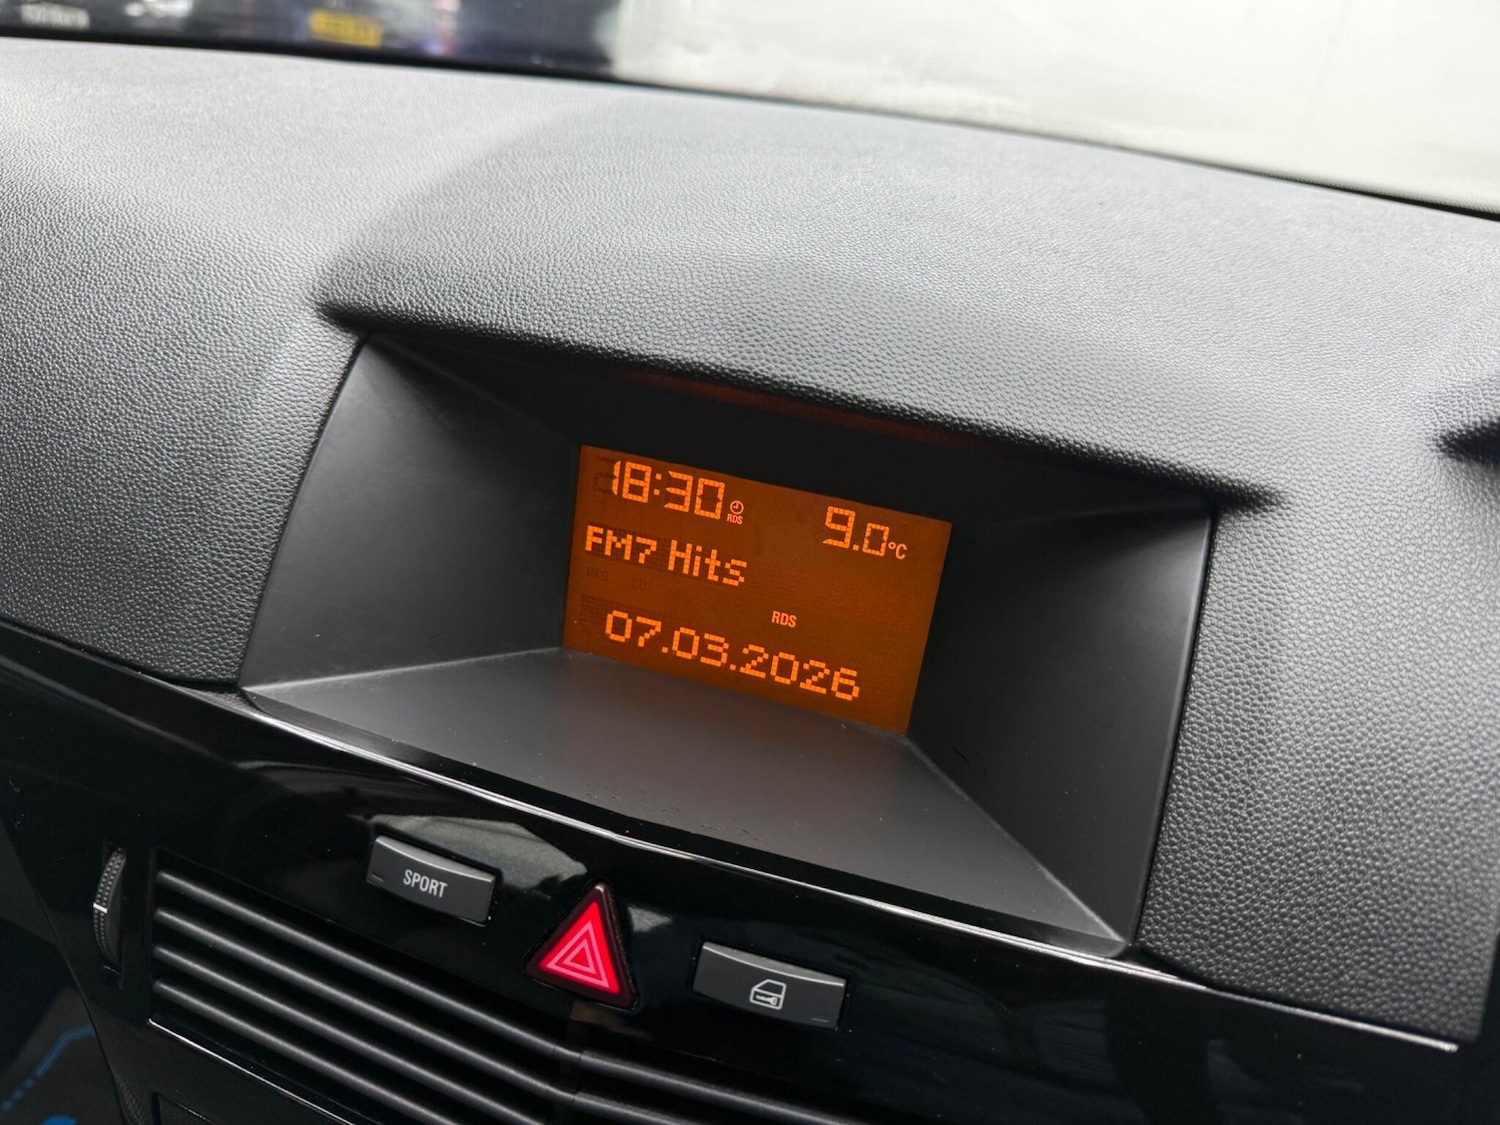 18:30 RDS 9.0°C
FM7 Hits
RDS
07.03.2026
SPORT